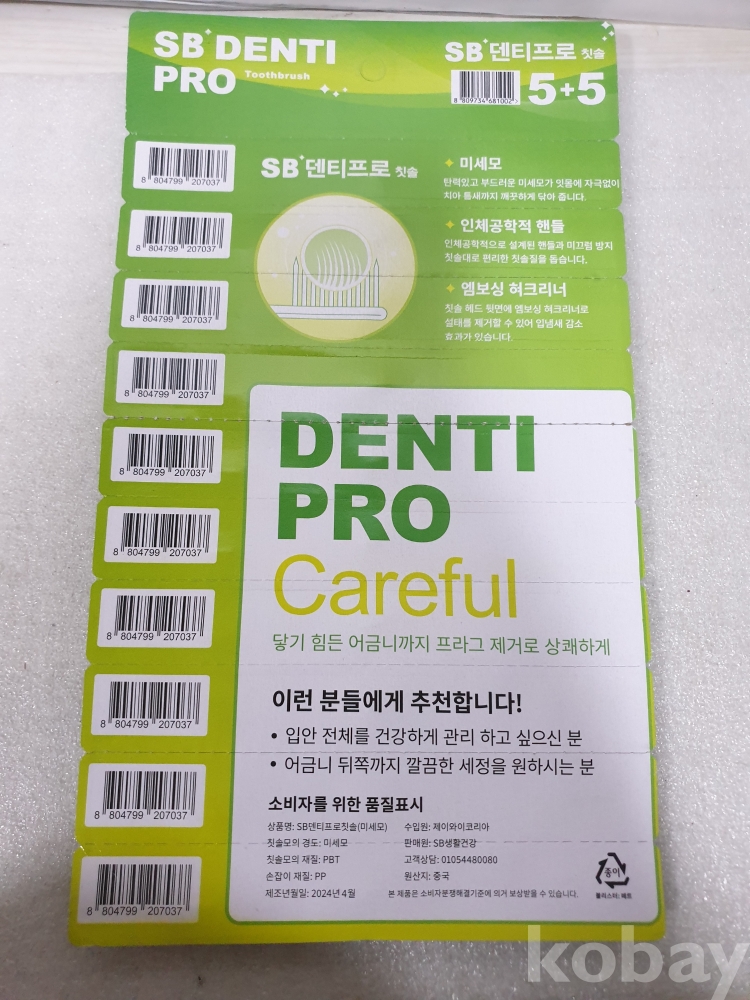 SB DENTI
PRO Toothbrush
SB 덴티프로 칫솔
5+5
8 809734 681002
8 804799 207037
SB 덴티프로 칫솔
미세모
탄력있고 부드러운 미세모가 잇몸에 자극없이
치아 틈새까지 깨끗하게 닦아 줍니다.
8 804799 207037
인체공학적 핸들
인체공학적으로 설계된 핸들과 미끄럼 방지
칫솔대로 편리한 칫솔질을 돕습니다.
8 804799 207037
엠보싱 혀크리너
칫솔 헤드 뒷면에 엠보싱 혀크리너로
설태를 제거할 수 있어 입냄새 감소
효과가 있습니다.
8 804799 207037
8 804799 207037
8 804799 207037
8 804799 207037
8 804799 207037
8 804799 207037
8 804799 207037
DENTI
PRO
Careful
닿기 힘든 어금니까지 프라그 제거로 상쾌하게
이런 분들에게 추천합니다!
• 입안 전체를 건강하게 관리 하고 싶으신 분
• 어금니 뒤쪽까지 깔끔한 세정을 원하시는 분
소비자를 위한 품질표시
상품명: SB덴티프로칫솔(미세모) 수입원: 제이와이코리아
칫솔모의 경도: 미세모 판매원: SB생활건강
칫솔모의 재질: PBT 고객상담: 01054480080
손잡이 재질: PP 원산지: 중국
제조년월일: 2024년 4월 본 제품은 소비자분쟁해결기준에 의거 보상받을 수 있습니다.
종이
블리스터: 페트
kobay